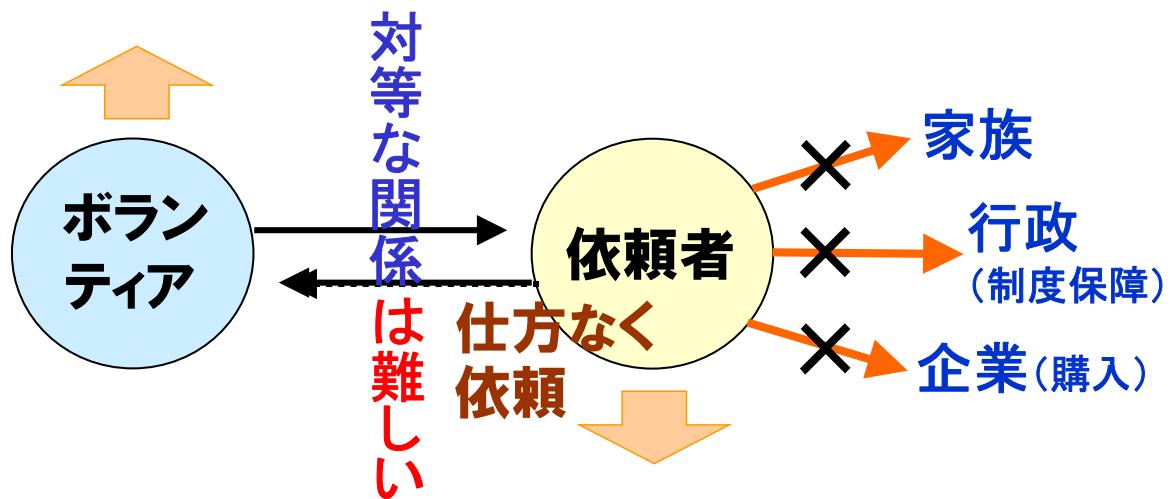 ボラン
ティア
対等な関係は難しい
仕方なく
依頼
依頼者
家族
行政
（制度保障）
企業（購入）